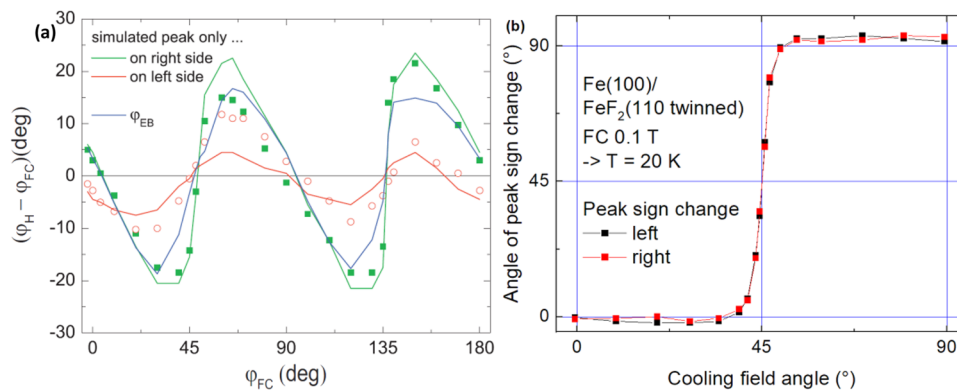 (a)
simulated peak only ...
on right side
on left side
φEB
30
20
10
0
-10
-20
-30
(φH − φFC)(deg)
0
45
90
135
180
φFC (deg)
(b)
Angle of peak sign change (°)
90
45
0
Fe(100)/
FeF2(110 twinned)
FC 0.1 T
-> T = 20 K
Peak sign change
left
right
0
45
90
Cooling field angle (°)